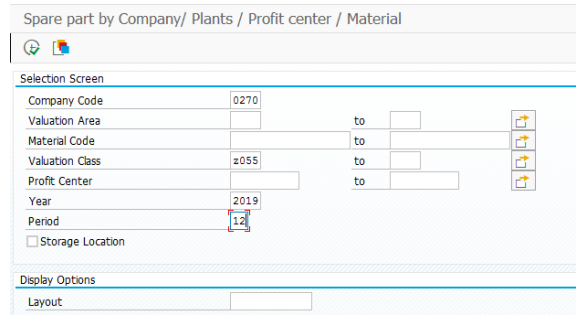 Spare part by Company/ Plants / Profit center / Material
Selection Screen
Company Code 0270
Valuation Area to
Material Code to
Valuation Class z055 to
Profit Center to
Year 2019
Period 12
Storage Location
Display Options
Layout